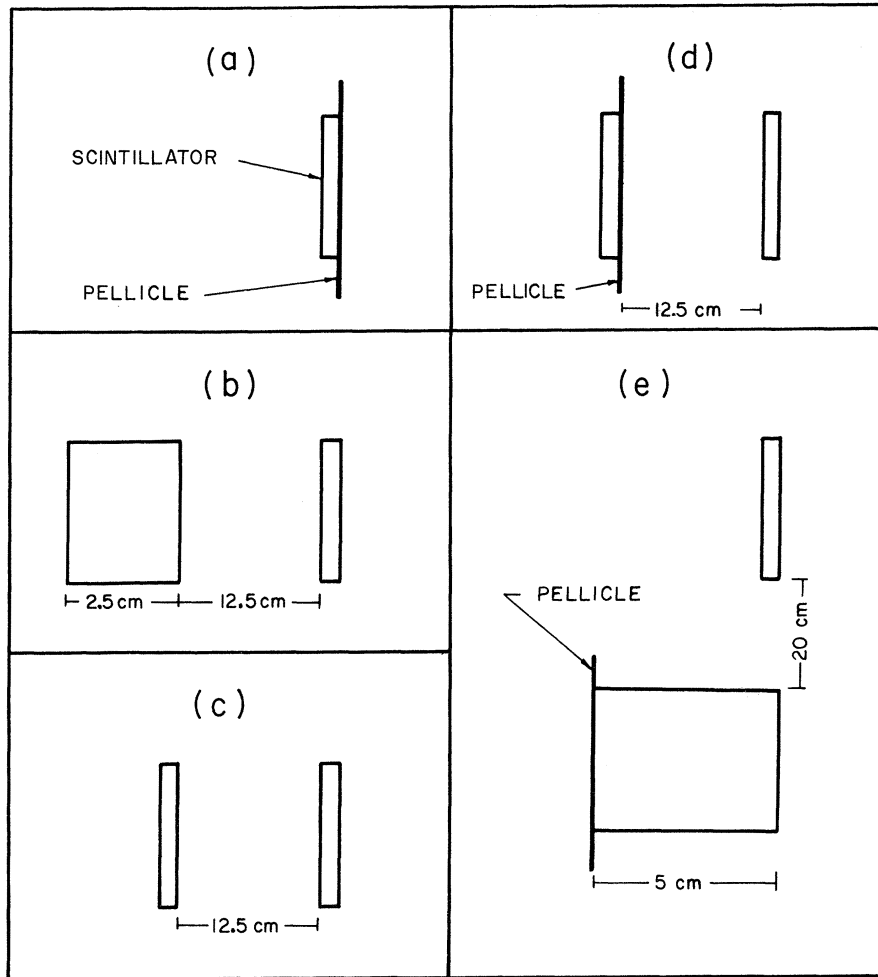 (a)
SCINTILLATOR
PELLICLE
(b)
2.5 cm
12.5 cm
(c)
12.5 cm
(d)
PELLICLE
12.5 cm
(e)
PELLICLE
20 cm
5 cm